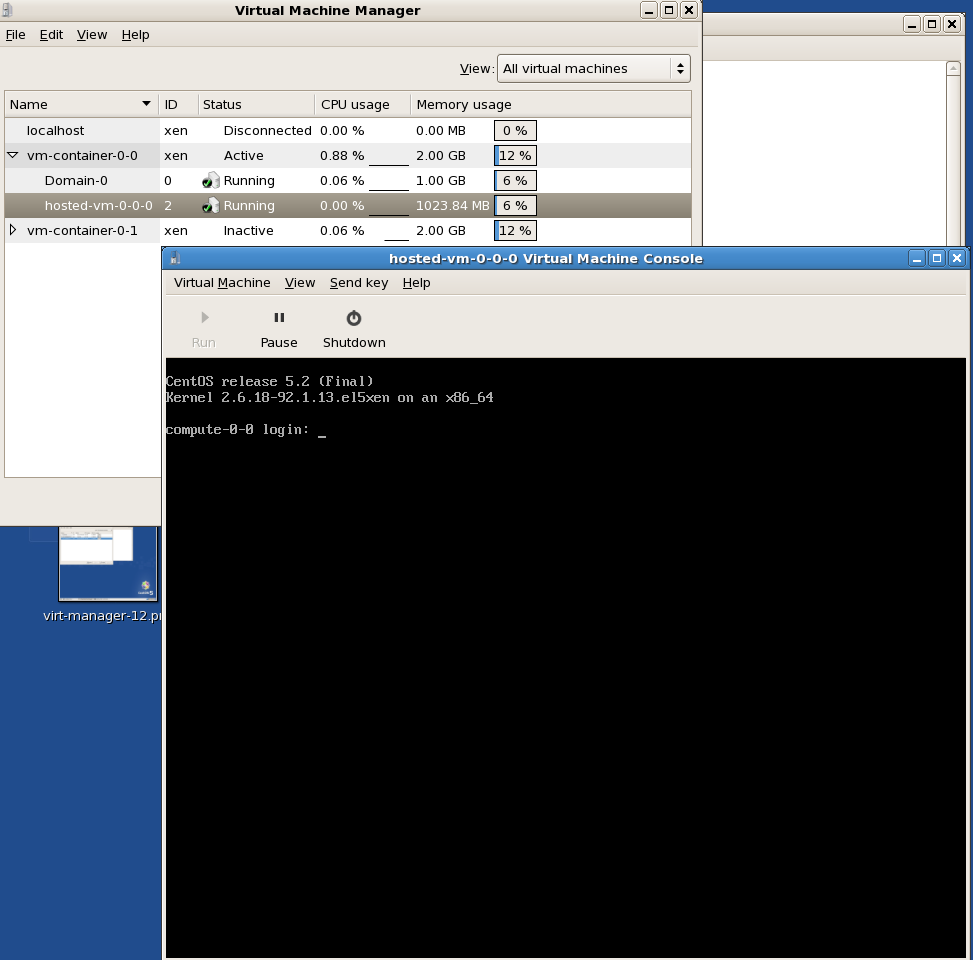 Virtual Machine Manager
File Edit View Help
View: All virtual machines
Name ID Status CPU usage Memory usage
localhost xen Disconnected 0.00 % 0.00 MB 0 %
vm-container-0-0 xen Active 0.88 % 2.00 GB 12 %
Domain-0 0 Running 0.06 % 1.00 GB 6 %
hosted-vm-0-0-0 2 Running 0.00 % 1023.84 MB 6 %
vm-container-0-1 xen Inactive 0.06 % 2.00 GB 12 %
hosted-vm-0-0-0 Virtual Machine Console
Virtual Machine View Send key Help
Run Pause Shutdown
CentOS release 5.2 (Final)
Kernel 2.6.18-92.1.13.el5xen on an x86_64
compute-0-0 login: _
virt-manager-12.p